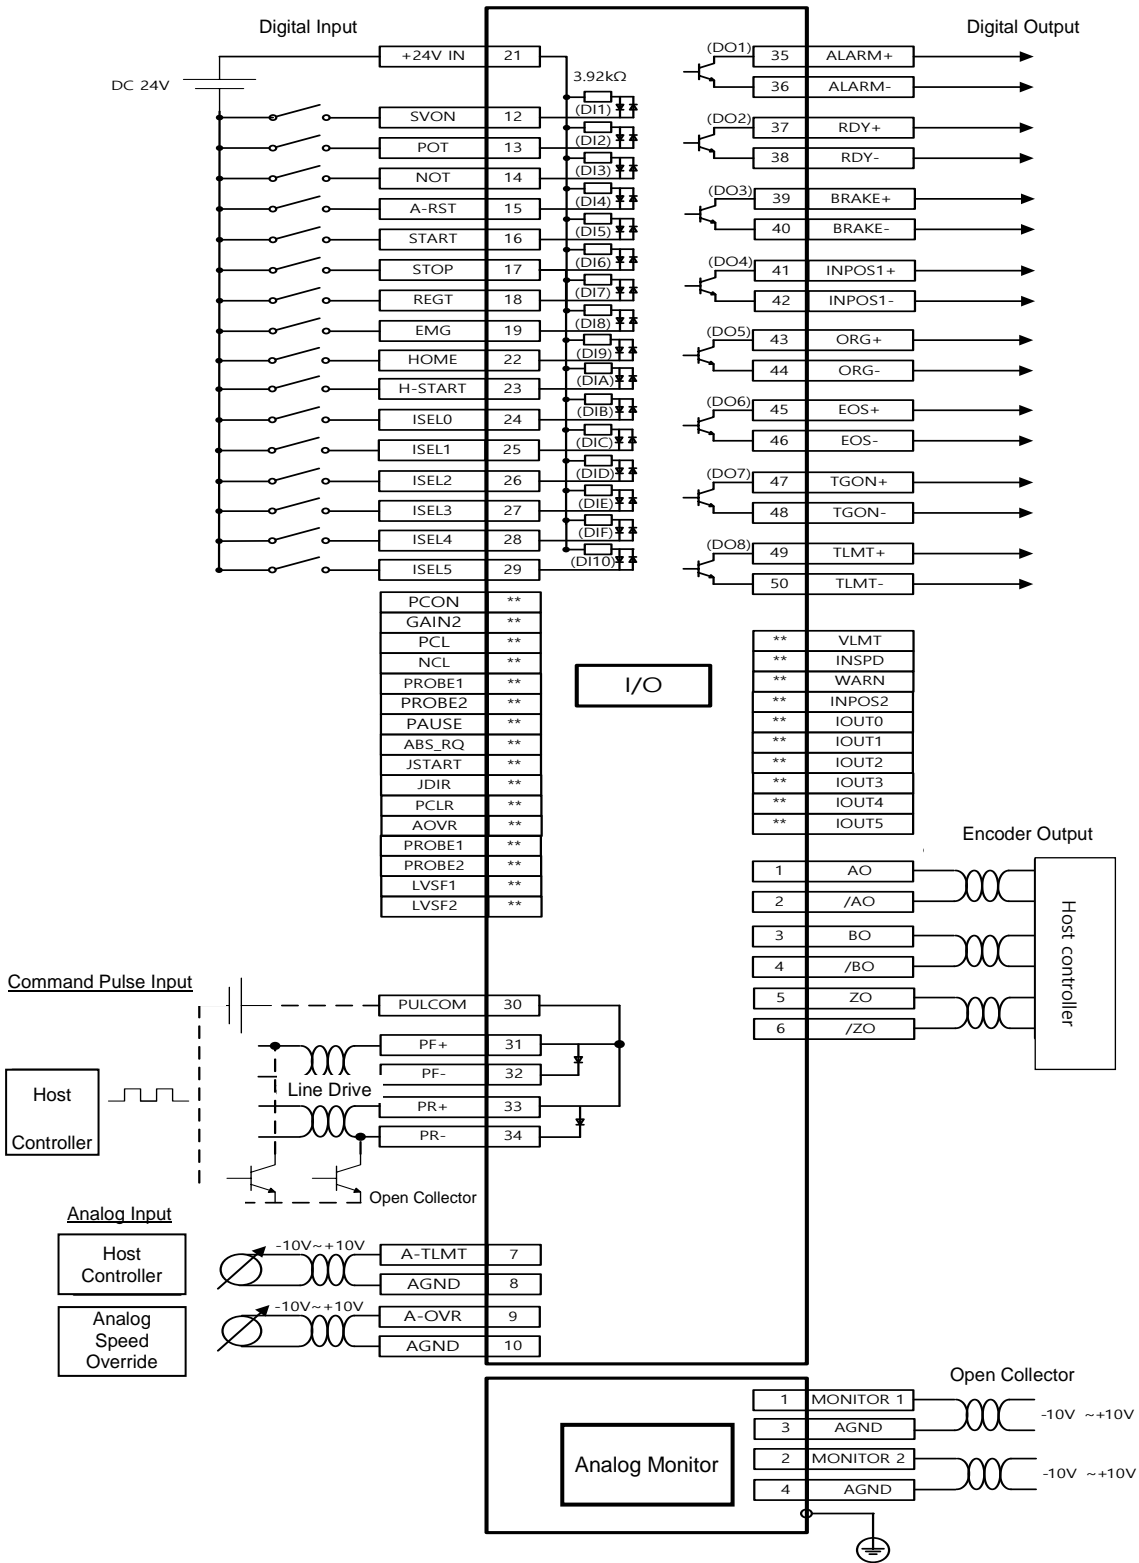 Digital Input
Digital Output
DC 24V
+24V IN 21
3.92kΩ
SVON 12 (DI1)
POT 13 (DI2)
NOT 14 (DI3)
A-RST 15 (DI4)
START 16 (DI5)
STOP 17 (DI6)
REGT 18 (DI7)
EMG 19 (DI8)
HOME 22 (DI9)
H-START 23 (DIA)
ISEL0 24 (DIB)
ISEL1 25 (DIC)
ISEL2 26 (DID)
ISEL3 27 (DIE)
ISEL4 28 (DIF)
ISEL5 29 (DI10)
PCON **
GAIN2 **
PCL **
NCL **
PROBE1 **
PROBE2 **
PAUSE **
ABS_RQ **
JSTART **
JDIR **
PCLR **
AOVR **
PROBE1 **
PROBE2 **
LVSF1 **
LVSF2 **
(DO1) 35 ALARM+
36 ALARM-
(DO2) 37 RDY+
38 RDY-
(DO3) 39 BRAKE+
40 BRAKE-
(DO4) 41 INPOS1+
42 INPOS1-
(DO5) 43 ORG+
44 ORG-
(DO6) 45 EOS+
46 EOS-
(DO7) 47 TGON+
48 TGON-
(DO8) 49 TLMT+
50 TLMT-
I/O
** VLMT
** INSPD
** WARN
** INPOS2
** IOUT0
** IOUT1
** IOUT2
** IOUT3
** IOUT4
** IOUT5
Encoder Output
1 AO
2 /AO
3 BO
4 /BO
5 ZO
6 /ZO
Host controller
Command Pulse Input
PULCOM 30
PF+ 31
PF- 32
Line Drive
PR+ 33
PR- 34
Host
Controller
Open Collector
Analog Input
Host
Controller
-10V~+10V
A-TLMT 7
AGND 8
Analog
Speed
Override
-10V~+10V
A-OVR 9
AGND 10
Open Collector
Analog Monitor
1 MONITOR 1
3 AGND
-10V ~+10V
2 MONITOR 2
4 AGND
-10V ~+10V